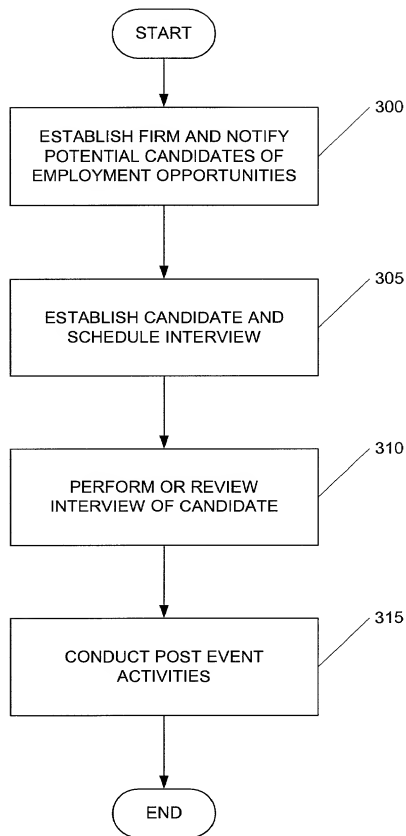 START
300
ESTABLISH FIRM AND NOTIFY
POTENTIAL CANDIDATES OF
EMPLOYMENT OPPORTUNITIES
305
ESTABLISH CANDIDATE AND
SCHEDULE INTERVIEW
310
PERFORM OR REVIEW
INTERVIEW OF CANDIDATE
315
CONDUCT POST EVENT
ACTIVITIES
END